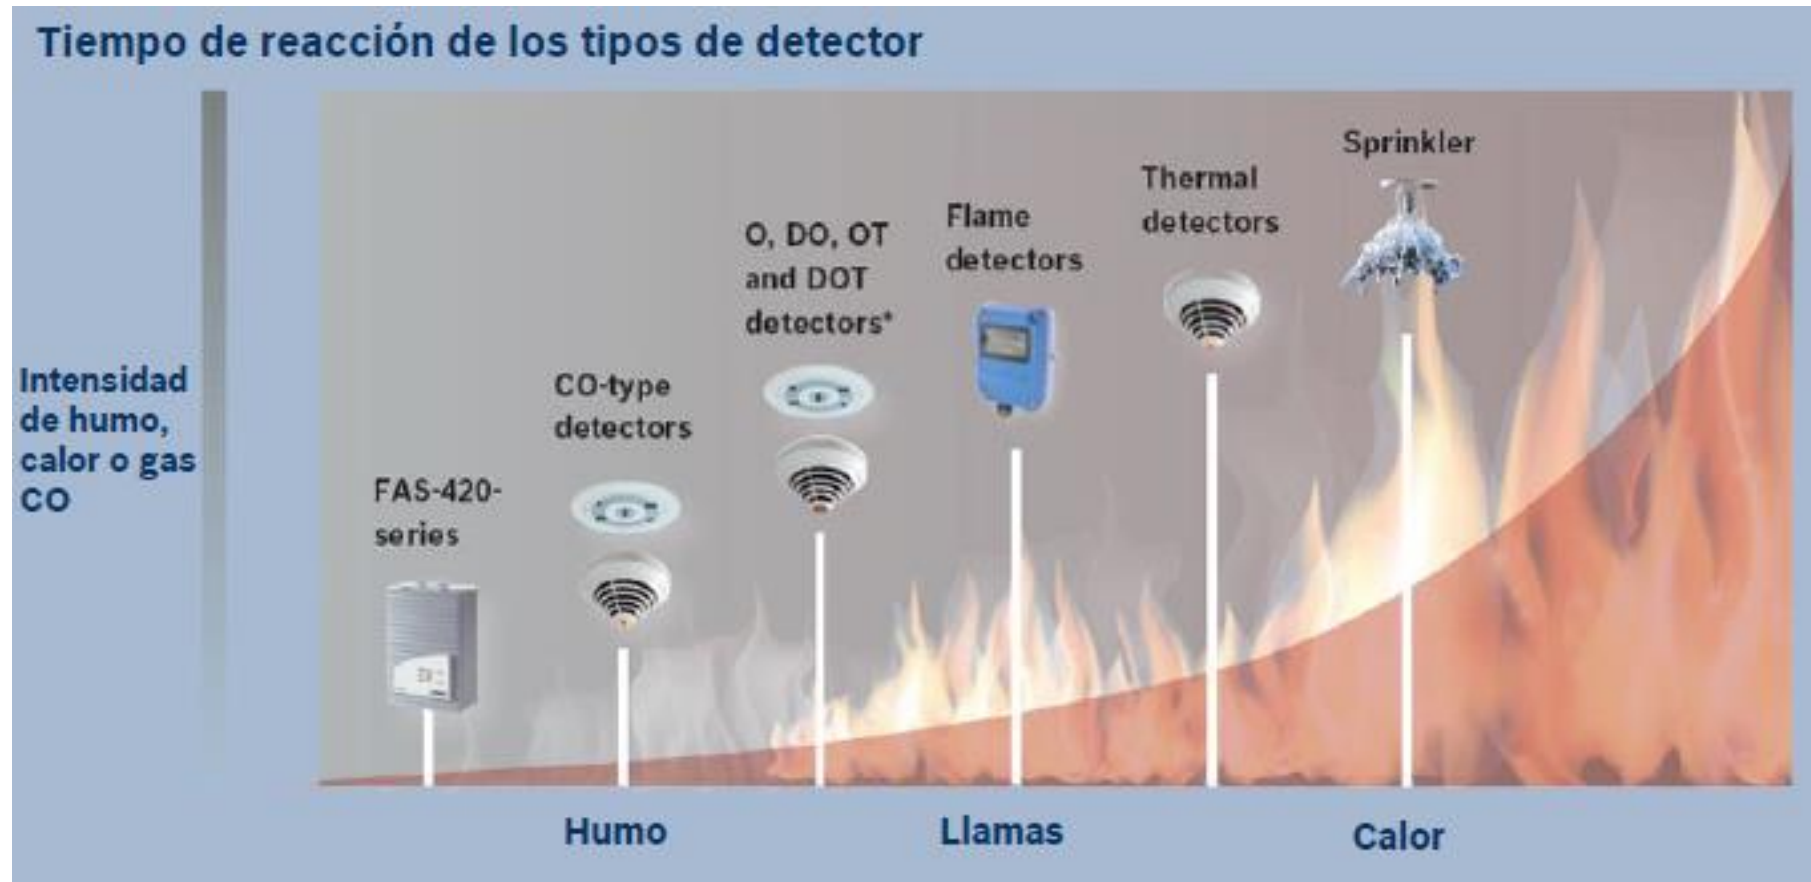 Tiempo de reacción de los tipos de detector
Sprinkler
Thermal
detectors
Flame
detectors
O, DO, OT
and DOT
detectors*
CO-type
detectors
FAS-420-
series
Intensidad
de humo,
calor o gas
CO
Humo
Llamas
Calor